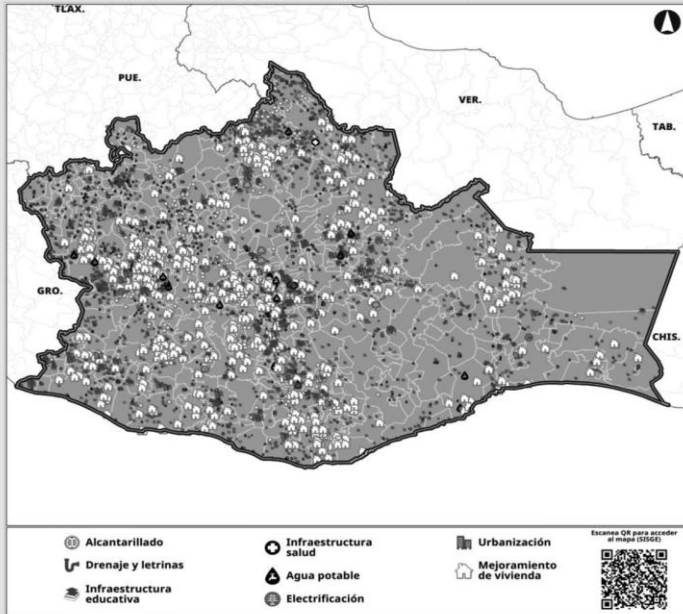 TLAX.
PUE.
VER.
TAB.
GRO.
CHIS.
Alcantarillado
Drenaje y letrinas
Infraestructura
educativa
Infraestructura
salud
Agua potable
Electrificación
Urbanización
Mejoramiento
de vivienda
Escanea QR para acceder
al mapa (SISGE)